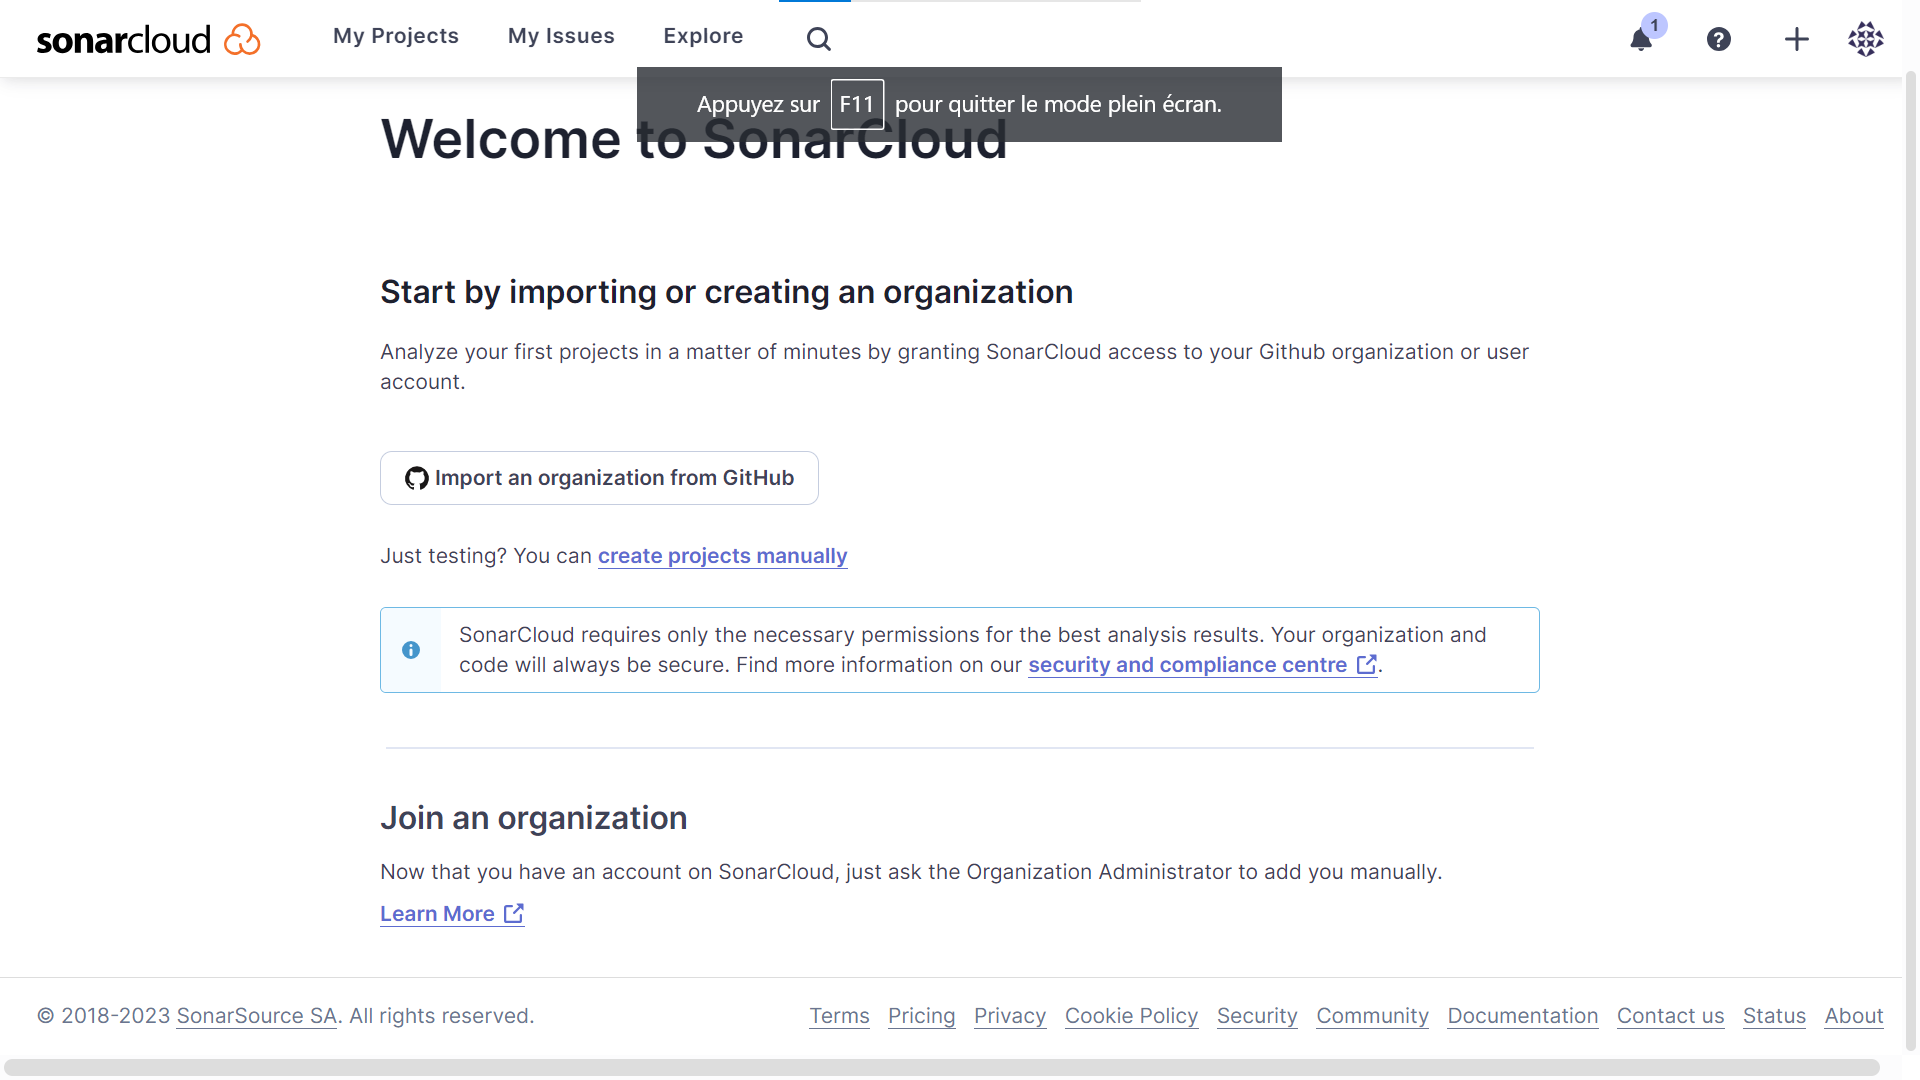 sonarcloud
My Projects
My Issues
Explore
1
Appuyez sur F11 pour quitter le mode plein écran.
Welcome to SonarCloud
Start by importing or creating an organization
Analyze your first projects in a matter of minutes by granting SonarCloud access to your Github organization or user
account.
Import an organization from GitHub
Just testing? You can create projects manually
SonarCloud requires only the necessary permissions for the best analysis results. Your organization and
code will always be secure. Find more information on our security and compliance centre.
Join an organization
Now that you have an account on SonarCloud, just ask the Organization Administrator to add you manually.
Learn More
© 2018-2023 SonarSource SA. All rights reserved.
Terms
Pricing
Privacy
Cookie Policy
Security
Community
Documentation
Contact us
Status
About